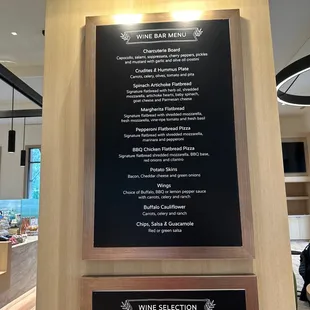 WINE BAR MENU
Charcuterie Board
Capocollo, salami, soppressata, cherry peppers, pickles
and mustard with garlic and olive oil crostini
Crudites & Hummus Plate
Carrots, celery, olives, tomato and pita
Spinach Artichoke Flatbread
Signature flatbread with herb oil, shredded
mozzarella, artichoke hearts, baby spinach,
goat cheese and Parmesan cheese
Margherita Flatbread
Signature flatbread with shredded mozzarella,
fresh mozzarella, vine-ripe tomato and fresh basil
Pepperoni Flatbread Pizza
Signature flatbread with shredded mozzarella,
marinara and pepperoni
BBQ Chicken Flatbread Pizza
Signature flatbread shredded mozzarella, BBQ base,
red onions and cilantro
Potato Skins
Bacon, Cheddar cheese and green onions
Wings
Choice of Buffalo, BBQ or lemon pepper sauce
with carrots, celery and ranch
Buffalo Cauliflower
Carrots, celery and ranch
Chips, Salsa & Guacamole
Red or green salsa
WINE SELECTION